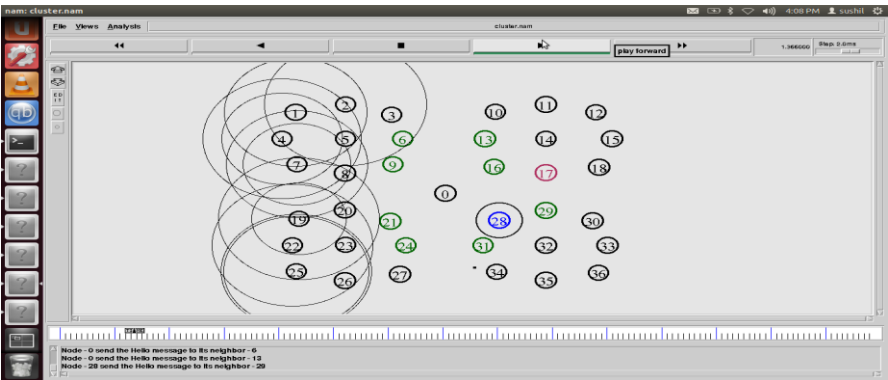 nam: cluster.nam
4:08 PM sushil
File Views Analysis cluster.nam
play forward
1.366000 Step: 0.6ms
1 2 3 10 11 12
4 5 6 13 14 15
7 8 9 16 17 18
0
19 20 21 28 29 30
22 23 24 31 32 33
25 26 27 34 35 36
Node - 0 send the Hello message to its neighbor - 6
Node - 0 send the Hello message to its neighbor - 13
Node - 28 send the Hello message to its neighbor - 29